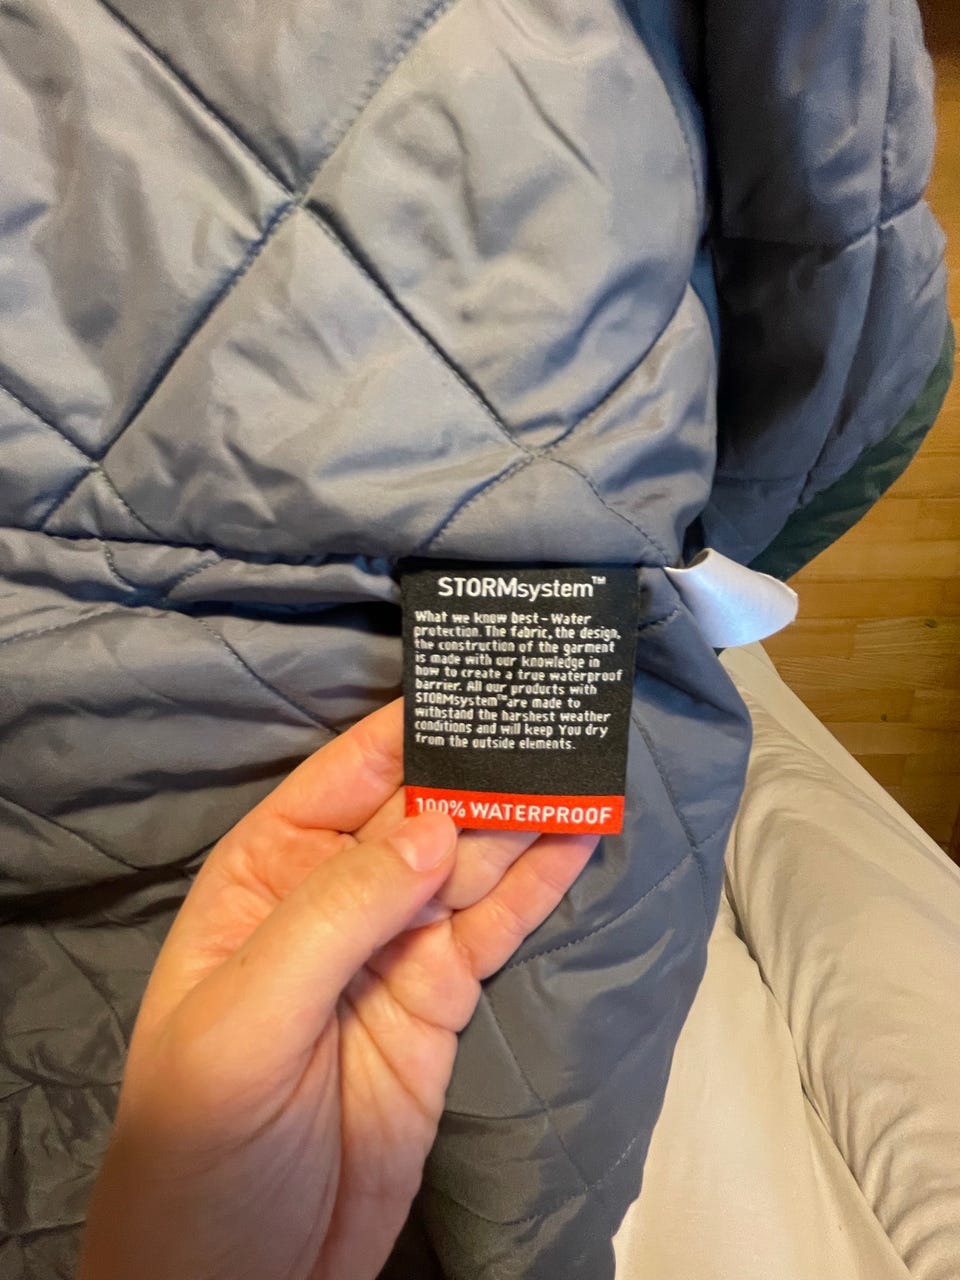 STORMsystem™
What we know best - Water
protection. The fabric, the design,
the construction of the garment
is made with our knowledge in
how to create a true waterproof
barrier. All our products with
STORMsystem™are made to
withstand the harshest weather
conditions and will keep You dry
from the outside elements.
100% WATERPROOF